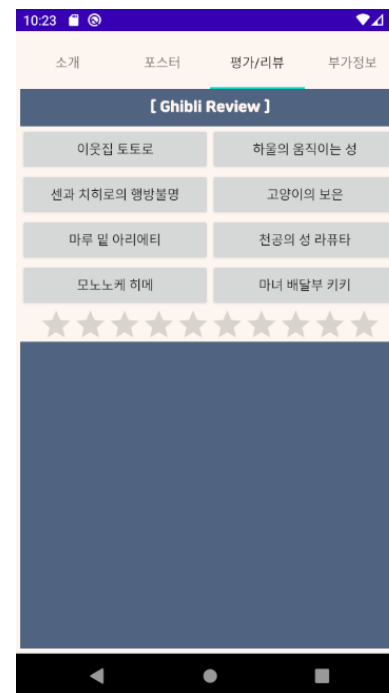 10:23
소개 포스터 평가/리뷰 부가정보
[ Ghibli Review ]
이웃집 토토로 하울의 움직이는 성
센과 치히로의 행방불명 고양이의 보은
마루 밑 아리에티 천공의 성 라퓨타
모노노케 히메 마녀 배달부 키키